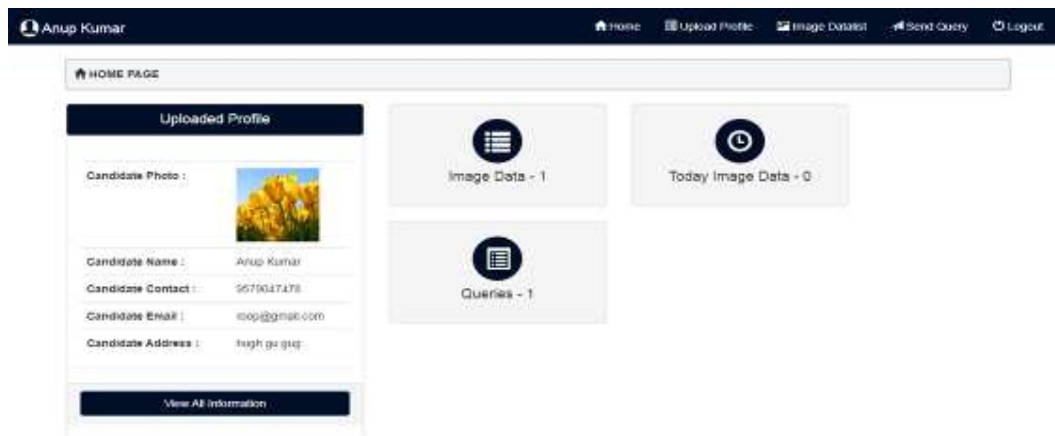 Anup Kumar
Home Upload Profile Image Datalist Send Query Logout
HOME PAGE
Uploaded Profile
Candidate Photo :
Candidate Name : Anup Kumar
Candidate Contact :
Candidate Email :
Candidate Address :
View All Information
Image Data - 1
Today Image Data - 0
Queries - 1